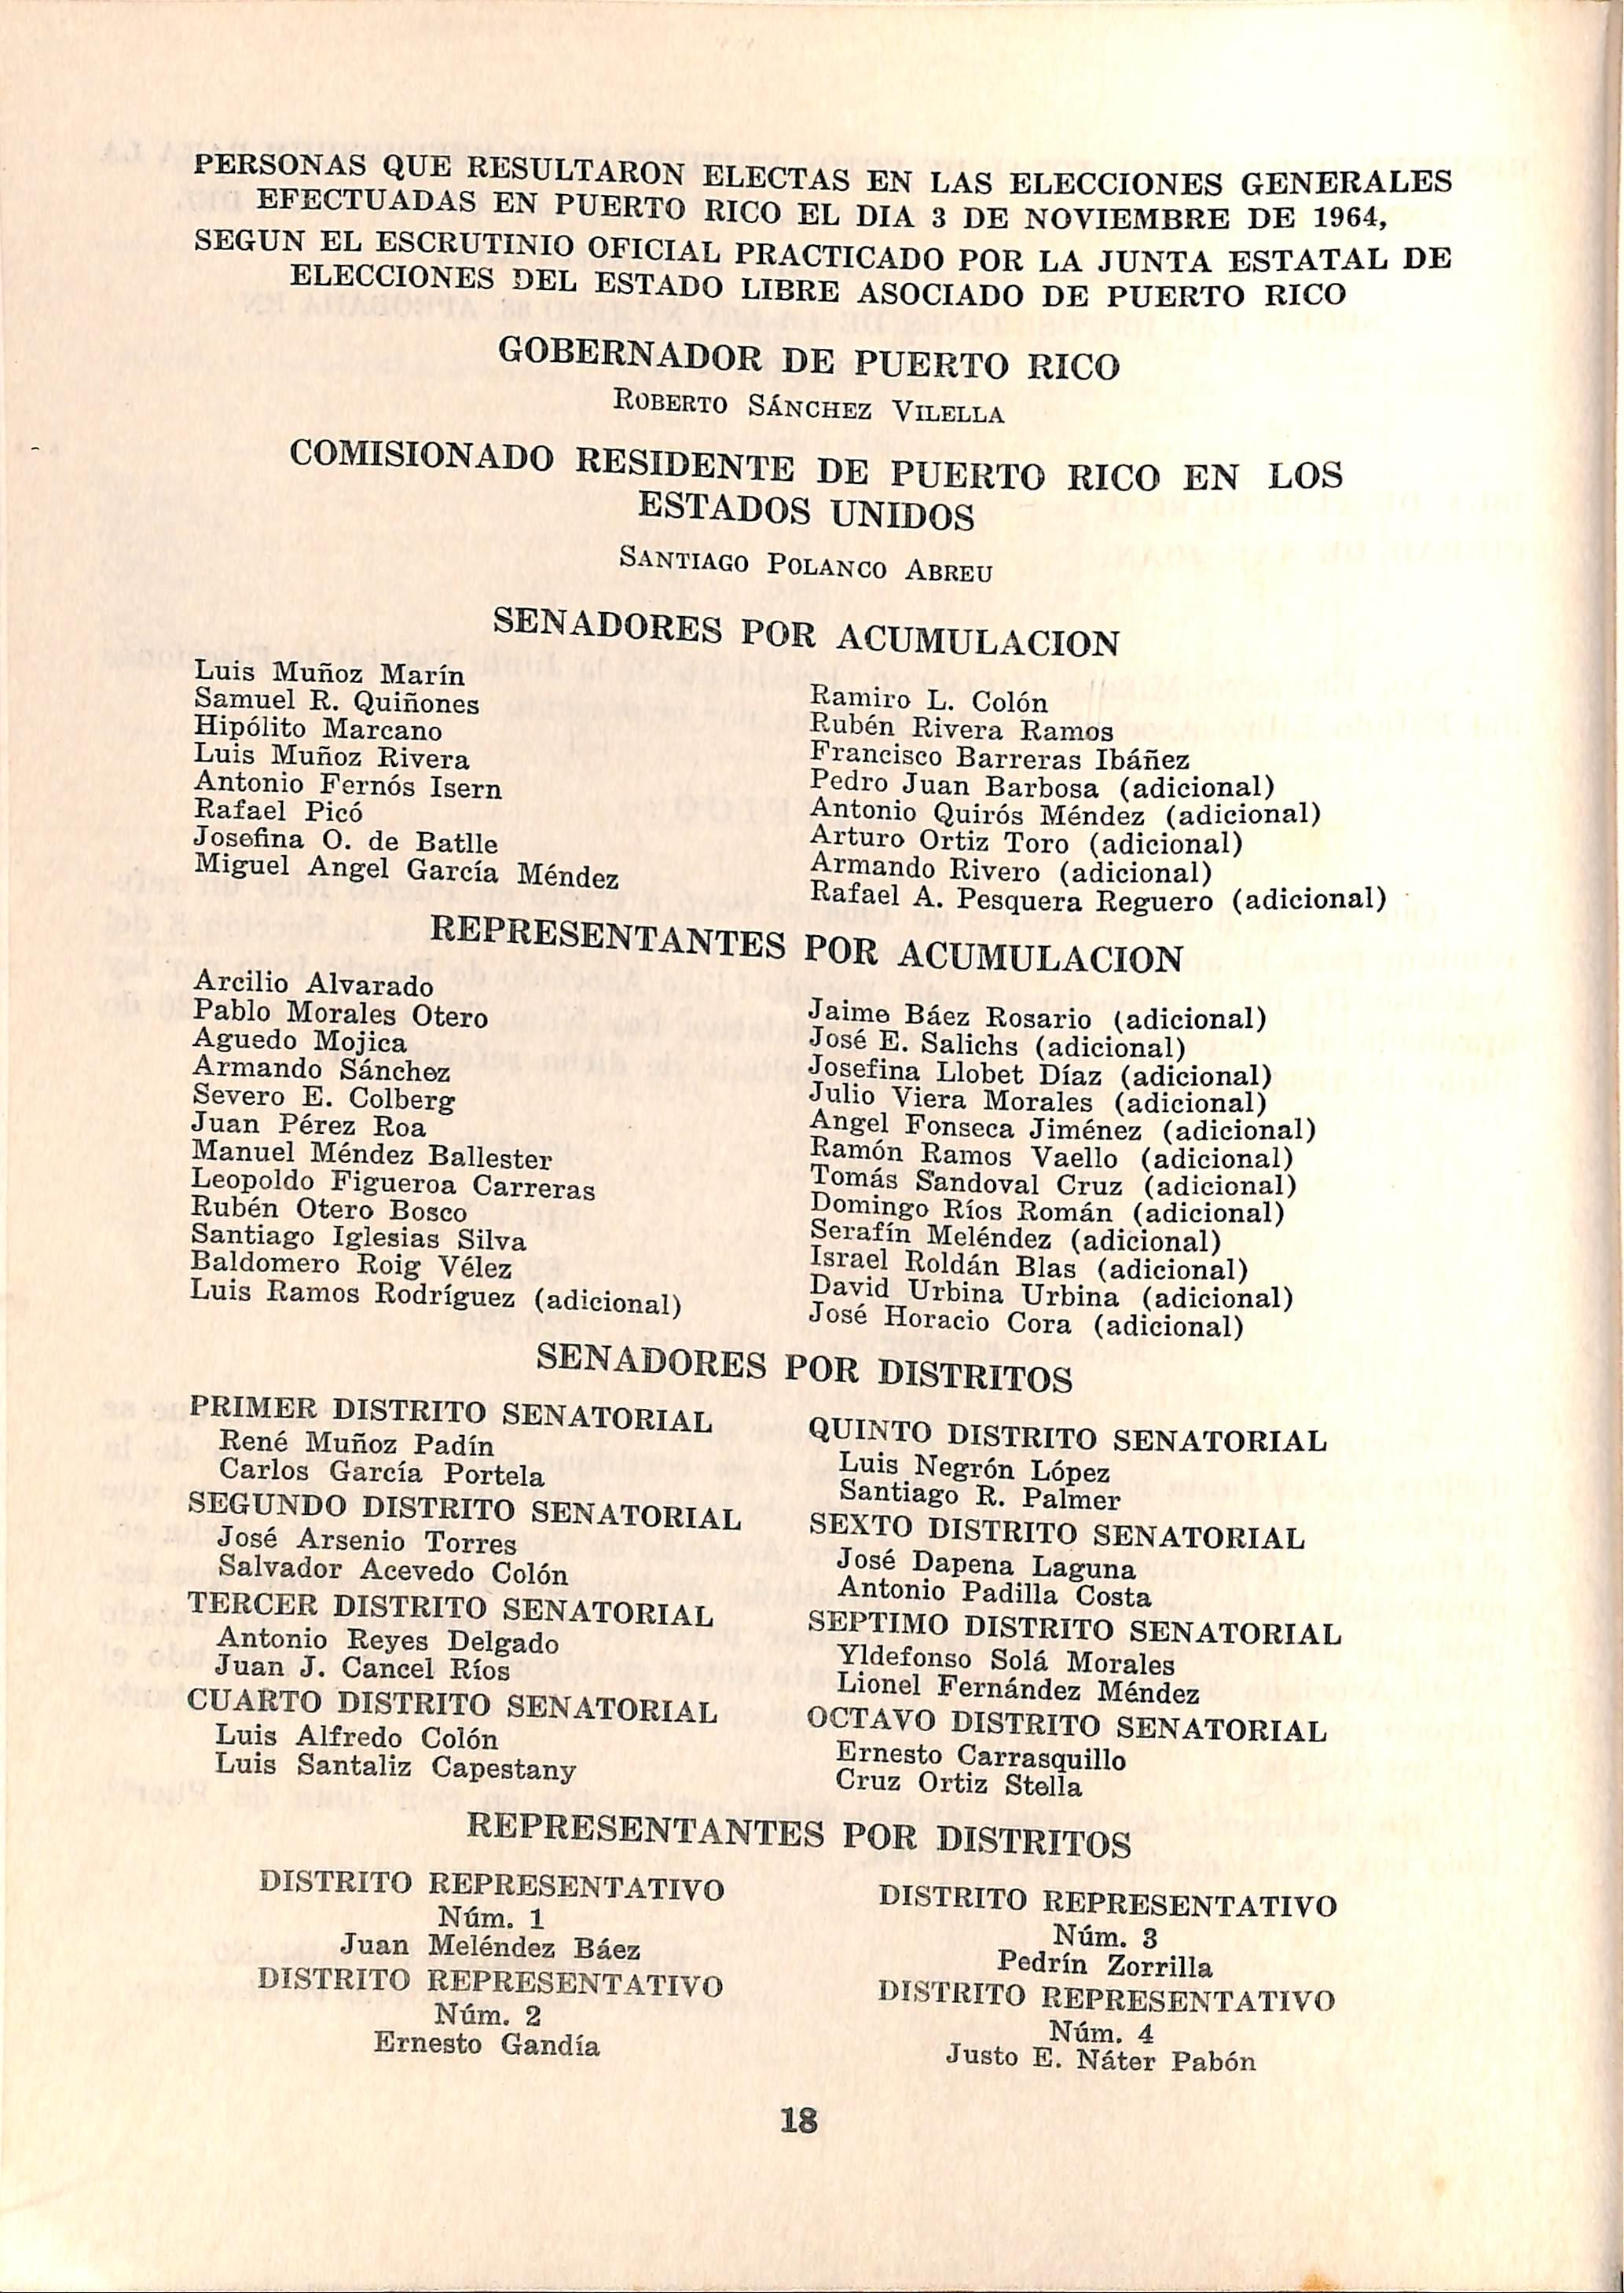 PERSONAS QUE RESULTARON ELECTAS EN LAS ELECCIONES GENERALES
EFECTUADAS EN PUERTO RICO EL DIA 3 DE NOVIEMBRE DE 1964,
SEGUN EL ESCRUTINIO OFICIAL PRACTICADO POR LA JUNTA ESTATAL DE
ELECCIONES DEL ESTADO LIBRE ASOCIADO DE PUERTO RICO
GOBERNADOR DE PUERTO RICO
ROBERTO SÁNCHEZ VILELLA
COMISIONADO RESIDENTE DE PUERTO RICO EN LOS
ESTADOS UNIDOS
SANTIAGO POLANCO ABREU
SENADORES POR ACUMULACION
Luis Muñoz Marín
Samuel R. Quiñones
Hipólito Marcano
Luis Muñoz Rivera
Antonio Fernós Isern
Rafael Picó
Josefina O. de Batlle
Miguel Angel García Méndez
Ramiro L. Colón
Rubén Rivera Ramos
Francisco Barreras Ibáñez
Pedro Juan Barbosa (adicional)
Antonio Quirós Méndez (adicional)
Arturo Ortiz Toro (adicional)
Armando Rivero (adicional)
Rafael A. Pesquera Reguero (adicional)
REPRESENTANTES POR ACUMULACION
Arcilio Alvarado
Pablo Morales Otero
Aguedo Mojica
Armando Sánchez
Severo E. Colberg
Juan Pérez Roa
Manuel Méndez Ballester
Leopoldo Figueroa Carreras
Rubén Otero Bosco
Santiago Iglesias Silva
Baldomero Roig Vélez
Luis Ramos Rodríguez (adicional)
Jaime Báez Rosario (adicional)
José E. Salichs (adicional)
Josefina Llobet Díaz (adicional)
Julio Viera Morales (adicional)
Angel Fonseca Jiménez (adicional)
Ramón Ramos Vaello (adicional)
Tomás Sandoval Cruz (adicional)
Domingo Ríos Román (adicional)
Serafín Meléndez (adicional)
Israel Roldán Blas (adicional)
David Urbina Urbina (adicional)
José Horacio Cora (adicional)
SENADORES POR DISTRITOS
PRIMER DISTRITO SENATORIAL
René Muñoz Padín
Carlos García Portela
SEGUNDO DISTRITO SENATORIAL
José Arsenio Torres
Salvador Acevedo Colón
TERCER DISTRITO SENATORIAL
Antonio Reyes Delgado
Juan J. Cancel Ríos
CUARTO DISTRITO SENATORIAL
Luis Alfredo Colón
Luis Santaliz Capestany
QUINTO DISTRITO SENATORIAL
Luis Negrón López
Santiago R. Palmer
SEXTO DISTRITO SENATORIAL
José Dapena Laguna
Antonio Padilla Costa
SEPTIMO DISTRITO SENATORIAL
Yldefonso Solá Morales
Lionel Fernández Méndez
OCTAVO DISTRITO SENATORIAL
Ernesto Carrasquillo
Cruz Ortiz Stella
REPRESENTANTES POR DISTRITOS
DISTRITO REPRESENTATIVO
Núm. 1
Juan Meléndez Báez
DISTRITO REPRESENTATIVO
Núm. 2
Ernesto Gandía
DISTRITO REPRESENTATIVO
Núm. 3
Pedrín Zorrilla
DISTRITO REPRESENTATIVO
Núm. 4
Justo E. Náter Pabón
18